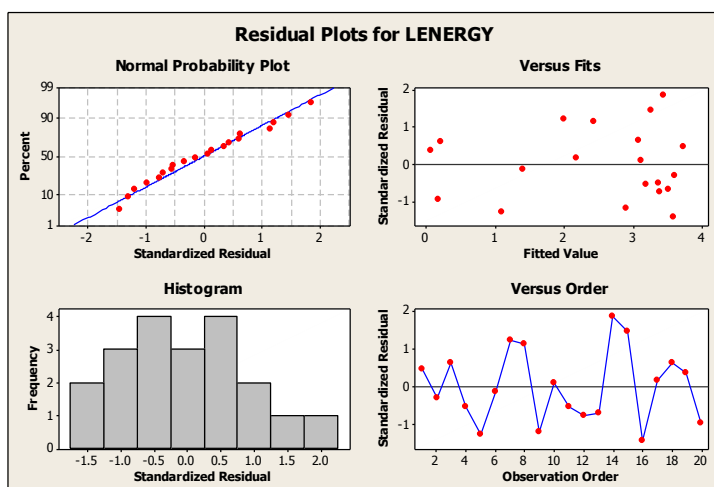 Residual Plots for LENERGY
Normal Probability Plot
99
90
50
10
1
Percent
-2 -1 0 1 2
Standardized Residual
Versus Fits
2
1
0
-1
Standardized Residual
0 1 2 3 4
Fitted Value
Histogram
4
3
2
1
0
Frequency
-1.5 -1.0 -0.5 0.0 0.5 1.0 1.5 2.0
Standardized Residual
Versus Order
2
1
0
-1
Standardized Residual
2 4 6 8 10 12 14 16 18 20
Observation Order